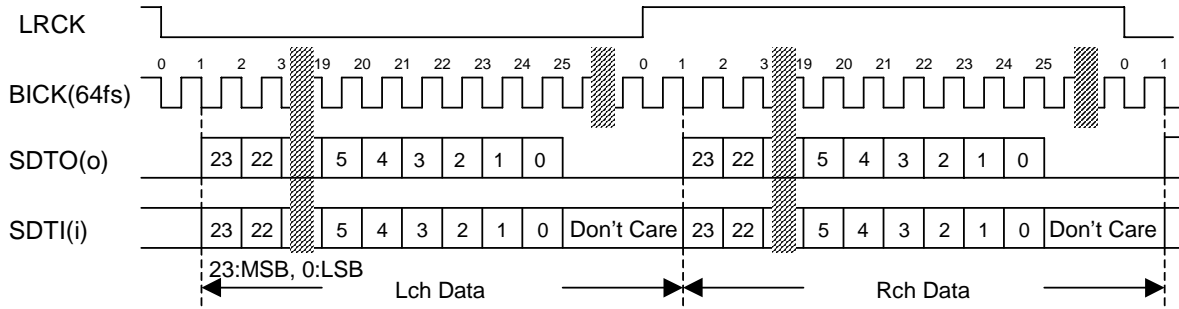 LRCK
0 1 2 3 19 20 21 22 23 24 25 0 1 2 3 19 20 21 22 23 24 25 0 1
BICK(64fs)
SDTO(o) 23 22 5 4 3 2 1 0 23 22 5 4 3 2 1 0
SDTI(i) 23 22 5 4 3 2 1 0 Don't Care 23 22 5 4 3 2 1 0 Don't Care
23:MSB, 0:LSB
Lch Data Rch Data